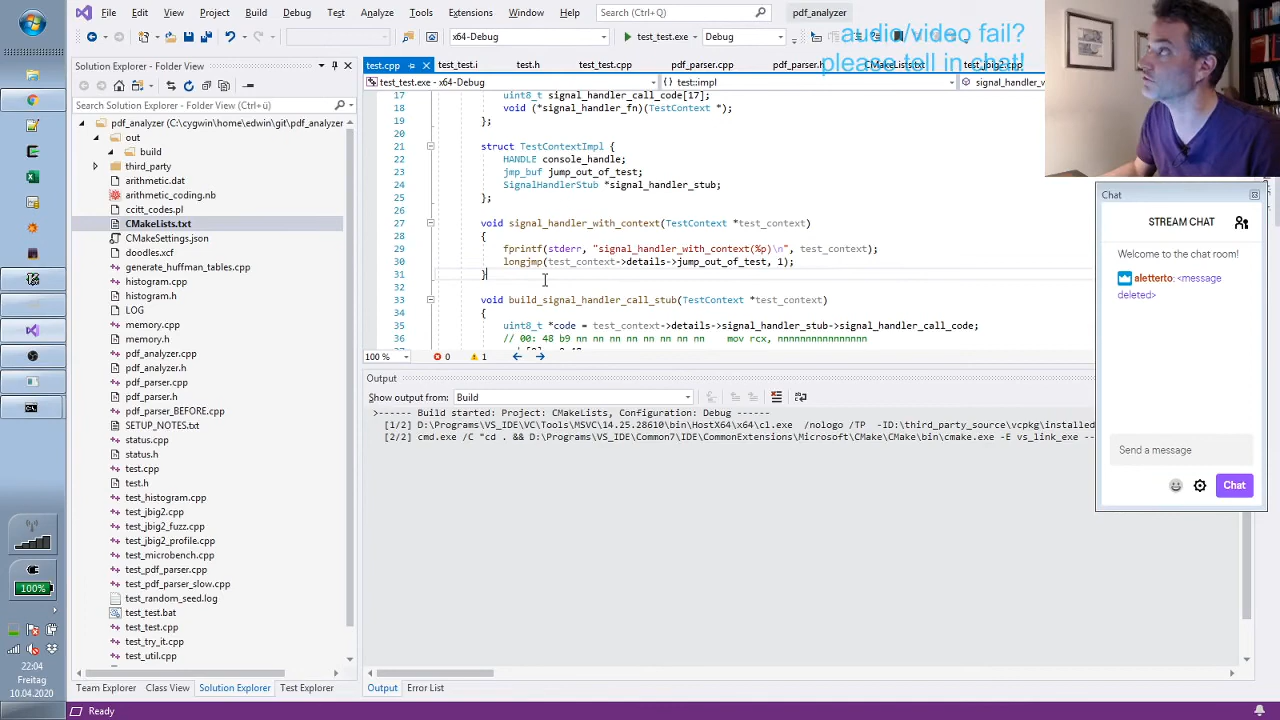 File Edit View Project Build Debug Test Analyze Tools Extensions Window Help Search (Ctrl+Q) pdf_analyzer
x64-Debug test_test.exe Debug
audio/video fail?
please tell in chat!
Solution Explorer - Folder View
Search Solution Explorer - Folder View (Ctrl+ü)
pdf_analyzer (C:\cygwin\home\edwin\git\pdf_analyzer
out
build
third_party
arithmetic.dat
arithmetic_coding.nb
ccitt_codes.pl
CMakeLists.txt
CMakeSettings.json
doodles.xcf
generate_huffman_tables.cpp
histogram.cpp
histogram.h
LOG
memory.cpp
memory.h
pdf_analyzer.cpp
pdf_analyzer.h
pdf_parser.cpp
pdf_parser.h
pdf_parser_BEFORE.cpp
SETUP_NOTES.txt
status.cpp
status.h
test.cpp
test.h
test_histogram.cpp
test_jbig2.cpp
test_jbig2_fuzz.cpp
test_jbig2_profile.cpp
test_microbench.cpp
test_pdf_parser.cpp
test_pdf_parser_slow.cpp
test_random_seed.log
test_test.bat
test_test.cpp
test_try_it.cpp
test_util.cpp
Team Explorer Class View Solution Explorer Test Explorer
test.cpp test_test.i test.h test_test.cpp pdf_parser.cpp pdf_parser.h CMakeLists.txt test_jbig2.cpp
test_test.exe - x64-Debug test::impl signal_handler_w
17 uint8_t signal_handler_call_code[17];
18 void (*signal_handler_fn)(TestContext *);
19 };
20
21 struct TestContextImpl {
22 HANDLE console_handle;
23 jmp_buf jump_out_of_test;
24 SignalHandlerStub *signal_handler_stub;
25 };
26
27 void signal_handler_with_context(TestContext *test_context)
28 {
29 fprintf(stderr, "signal_handler_with_context(%p)\n", test_context);
30 longjmp(test_context->details->jump_out_of_test, 1);
31 }
32
33 void build_signal_handler_call_stub(TestContext *test_context)
34 {
35 uint8_t *code = test_context->details->signal_handler_stub->signal_handler_call_code;
36 // 00: 48 b9 nn nn nn nn nn nn nn nn mov rcx, nnnnnnnnnnnnnnnn
100 % 0 1
Output
Show output from: Build
>------ Build started: Project: CMakeLists, Configuration: Debug ------
[1/2] D:\Programs\VS_IDE\VC\Tools\MSVC\14.25.28610\bin\HostX64\x64\cl.exe /nologo /TP -ID:\third_party_source\vcpkg\installed
[2/2] cmd.exe /C "cd . && D:\Programs\VS_IDE\Common7\IDE\CommonExtensions\Microsoft\CMake\CMake\bin\cmake.exe -E vs_link_exe --
Output Error List
Chat
STREAM CHAT
Welcome to the chat room!
aletterto: <message
deleted>
Send a message
Chat
100%
22:04
Freitag
10.04.2020
Ready